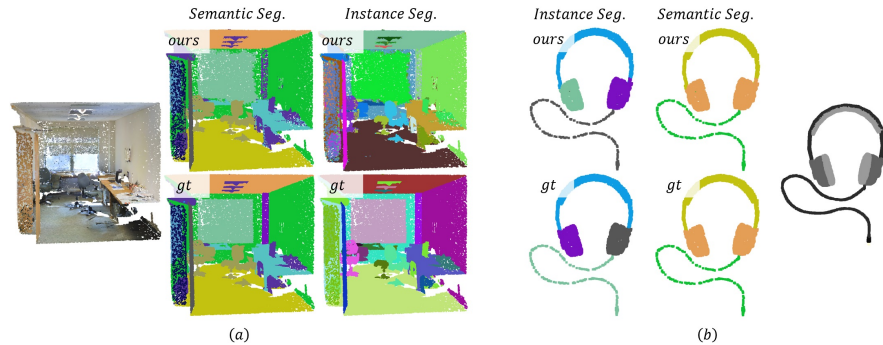 Semantic Seg. Instance Seg.
ours ours
gt gt
(a)
Instance Seg. Semantic Seg.
ours ours
gt gt
(b)